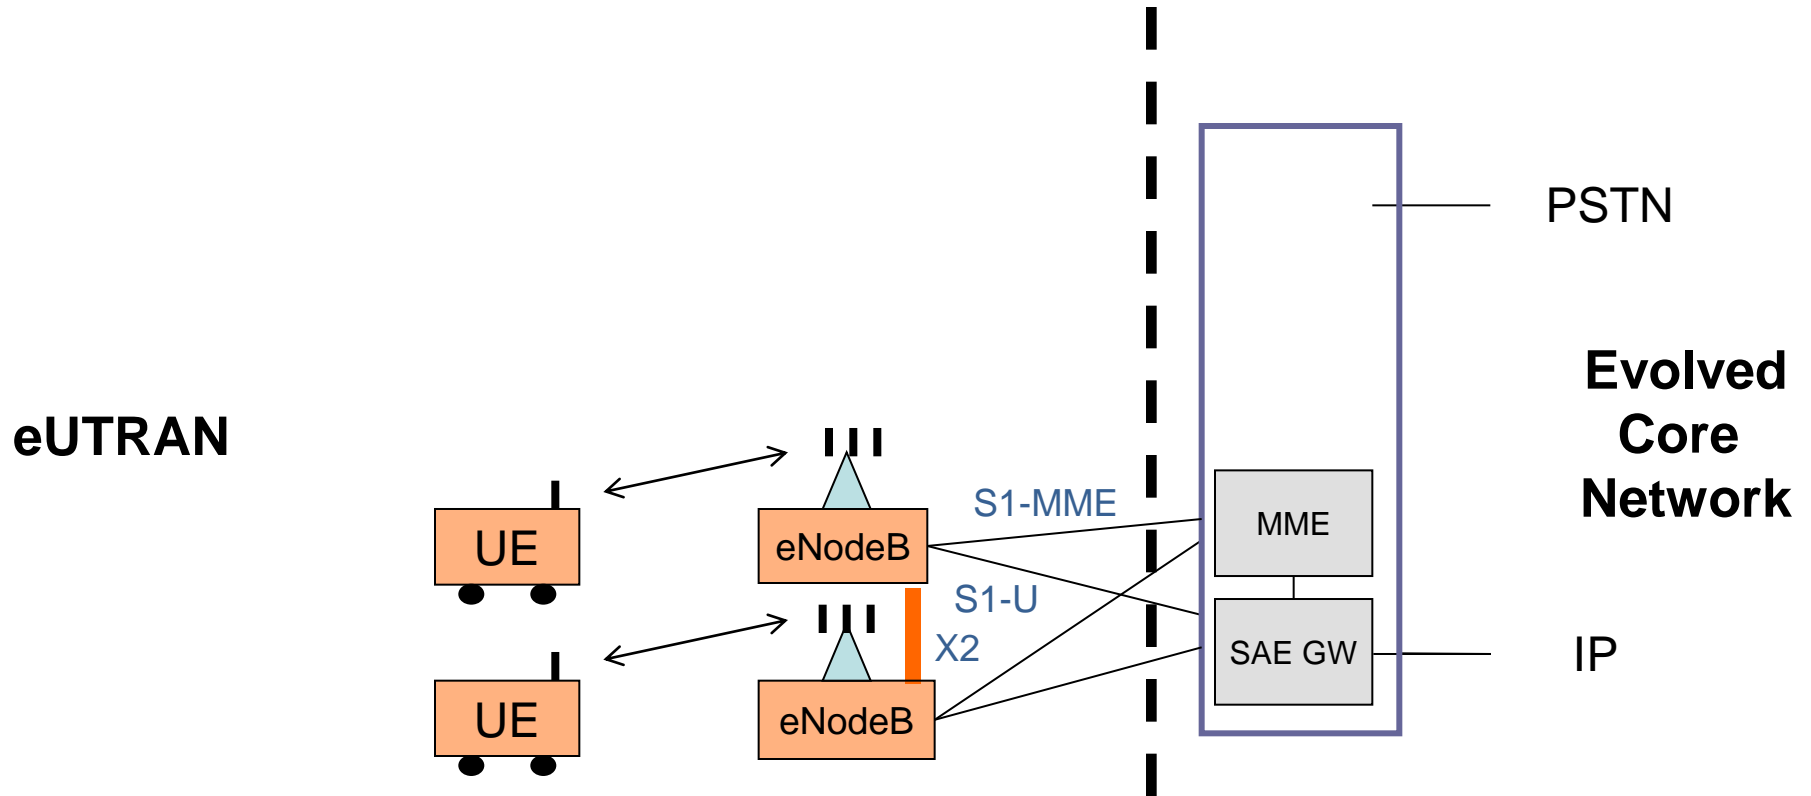 PSTN
Evolved
Core
Network
eUTRAN
S1-MME
MME
UE
eNodeB
S1-U
X2
SAE GW
IP
UE
eNodeB